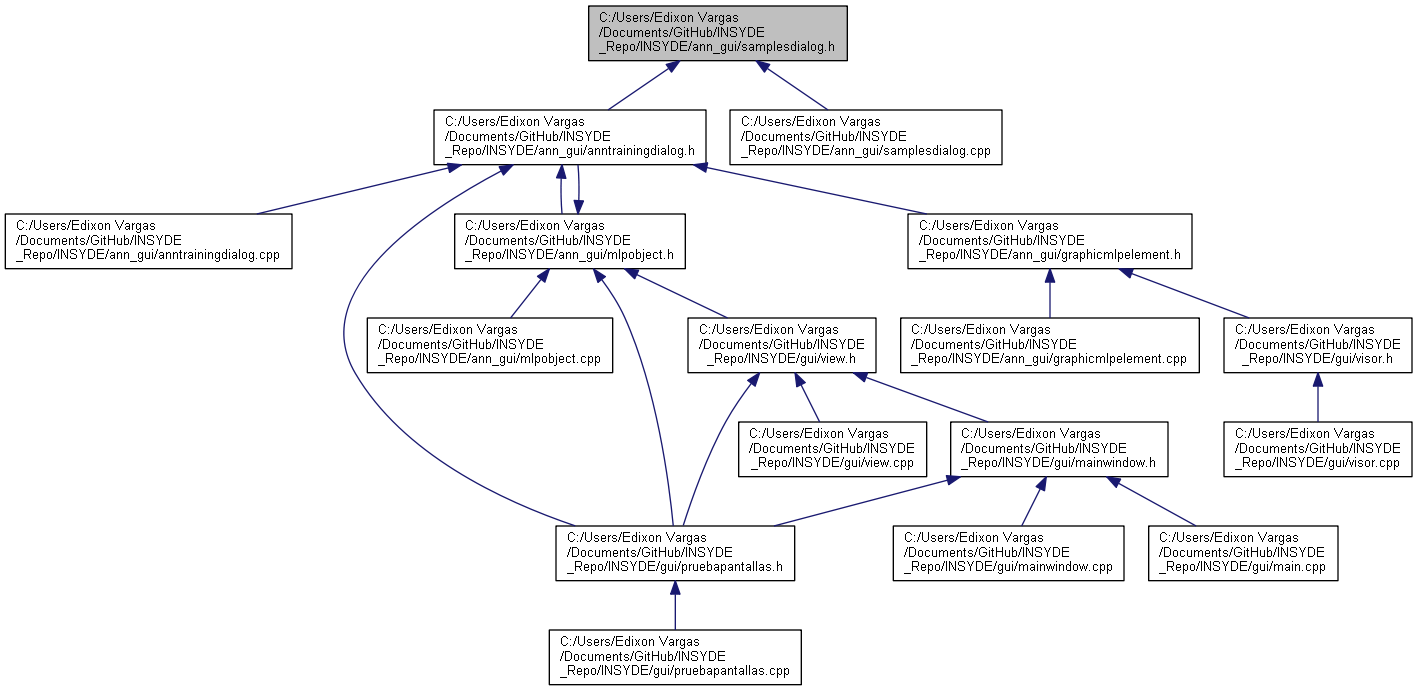 C:/Users/Edixon Vargas
/Documents/GitHub/INSYDE
_Repo/INSYDE/ann_gui/samplesdialog.h
C:/Users/Edixon Vargas
/Documents/GitHub/INSYDE
_Repo/INSYDE/ann_gui/anntrainingdialog.h
C:/Users/Edixon Vargas
/Documents/GitHub/INSYDE
_Repo/INSYDE/ann_gui/samplesdialog.cpp
C:/Users/Edixon Vargas
/Documents/GitHub/INSYDE
_Repo/INSYDE/ann_gui/anntrainingdialog.cpp
C:/Users/Edixon Vargas
/Documents/GitHub/INSYDE
_Repo/INSYDE/ann_gui/mlpobject.h
C:/Users/Edixon Vargas
/Documents/GitHub/INSYDE
_Repo/INSYDE/ann_gui/graphicmlpelement.h
C:/Users/Edixon Vargas
/Documents/GitHub/INSYDE
_Repo/INSYDE/ann_gui/mlpobject.cpp
C:/Users/Edixon Vargas
/Documents/GitHub/INSYDE
_Repo/INSYDE/gui/view.h
C:/Users/Edixon Vargas
/Documents/GitHub/INSYDE
_Repo/INSYDE/ann_gui/graphicmlpelement.cpp
C:/Users/Edixon Vargas
/Documents/GitHub/INSYDE
_Repo/INSYDE/gui/visor.h
C:/Users/Edixon Vargas
/Documents/GitHub/INSYDE
_Repo/INSYDE/gui/view.cpp
C:/Users/Edixon Vargas
/Documents/GitHub/INSYDE
_Repo/INSYDE/gui/mainwindow.h
C:/Users/Edixon Vargas
/Documents/GitHub/INSYDE
_Repo/INSYDE/gui/visor.cpp
C:/Users/Edixon Vargas
/Documents/GitHub/INSYDE
_Repo/INSYDE/gui/pruebapantallas.h
C:/Users/Edixon Vargas
/Documents/GitHub/INSYDE
_Repo/INSYDE/gui/mainwindow.cpp
C:/Users/Edixon Vargas
/Documents/GitHub/INSYDE
_Repo/INSYDE/gui/main.cpp
C:/Users/Edixon Vargas
/Documents/GitHub/INSYDE
_Repo/INSYDE/gui/pruebapantallas.cpp